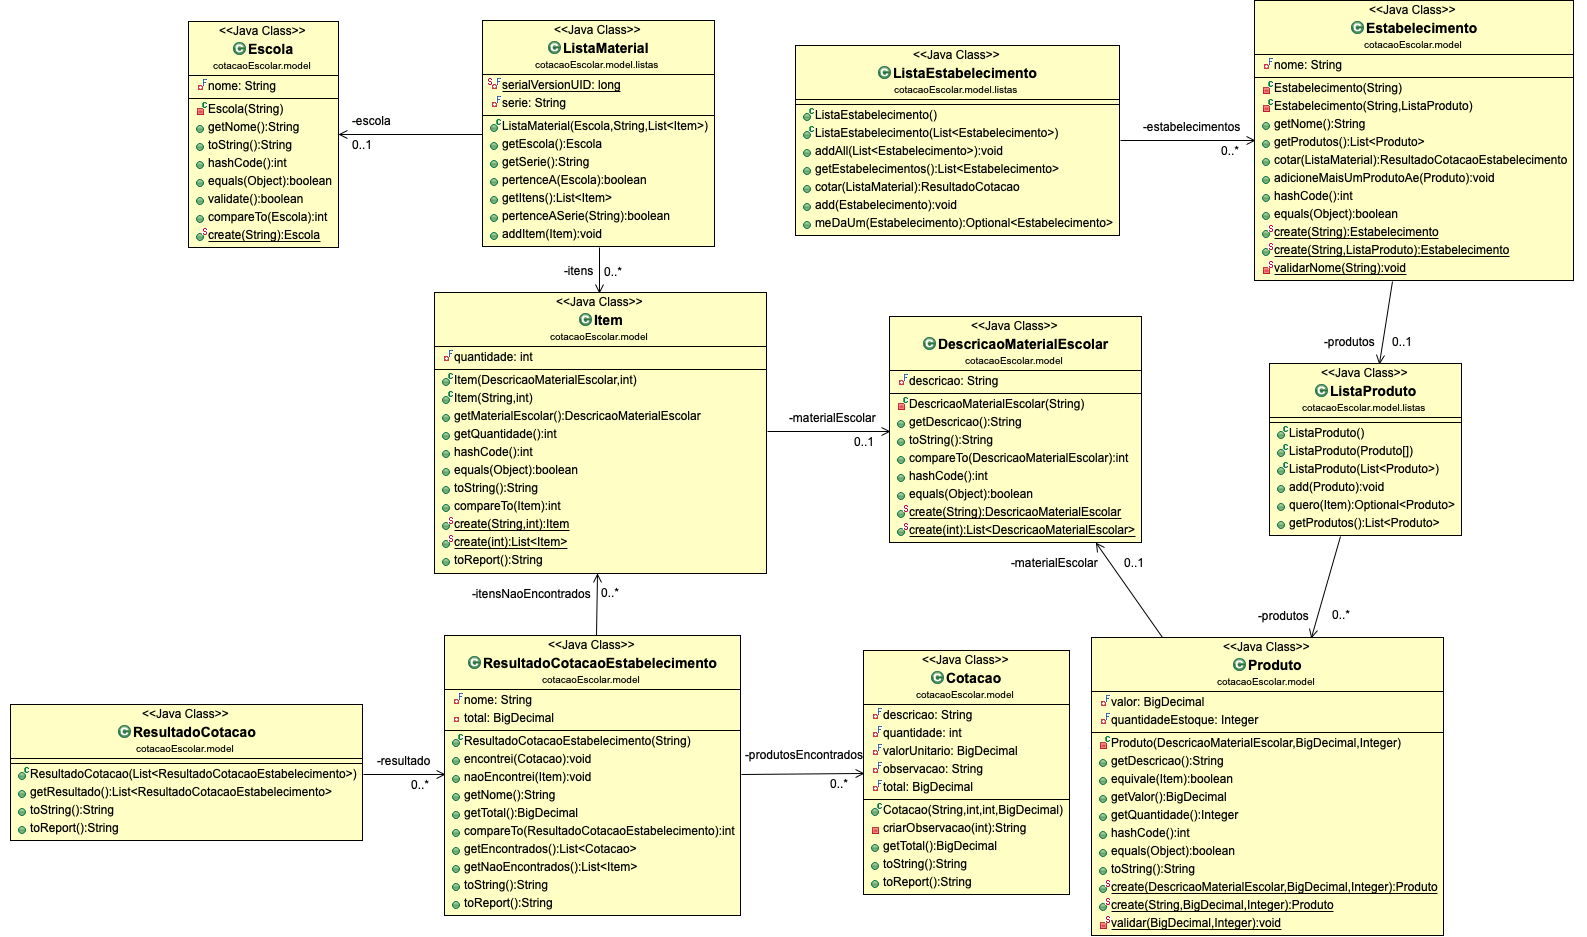 <<Java Class>>
Escola
cotacaoEscolar.model
nome: String
Escola(String)
getNome():String
toString():String
hashCode():int
equals(Object):boolean
validate():boolean
compareTo(Escola):int
create(String):Escola
-escola
0..1
<<Java Class>>
ListaMaterial
cotacaoEscolar.model.listas
serialVersionUID: long
serie: String
ListaMaterial(Escola,String,List<Item>)
getEscola():Escola
getSerie():String
pertenceA(Escola):boolean
getItens():List<Item>
pertenceASerie(String):boolean
addItem(Item):void
-itens
0..*
<<Java Class>>
ListaEstabelecimento
cotacaoEscolar.model.listas
ListaEstabelecimento()
ListaEstabelecimento(List<Estabelecimento>)
addAll(List<Estabelecimento>):void
getEstabelecimentos():List<Estabelecimento>
cotar(ListaMaterial):ResultadoCotacao
add(Estabelecimento):void
meDaUm(Estabelecimento):Optional<Estabelecimento>
-estabelecimentos
0..*
<<Java Class>>
Estabelecimento
cotacaoEscolar.model
nome: String
Estabelecimento(String)
Estabelecimento(String,ListaProduto)
getNome():String
getProdutos():List<Produto>
cotar(ListaMaterial):ResultadoCotacaoEstabelecimento
adicioneMaisUmProdutoAe(Produto):void
hashCode():int
equals(Object):boolean
create(String):Estabelecimento
create(String,ListaProduto):Estabelecimento
validarNome(String):void
-produtos
0..1
<<Java Class>>
Item
cotacaoEscolar.model
quantidade: int
Item(DescricaoMaterialEscolar,int)
Item(String,int)
getMaterialEscolar():DescricaoMaterialEscolar
getQuantidade():int
hashCode():int
equals(Object):boolean
toString():String
compareTo(Item):int
create(String,int):Item
create(int):List<Item>
toReport():String
-materialEscolar
0..1
<<Java Class>>
DescricaoMaterialEscolar
cotacaoEscolar.model
descricao: String
DescricaoMaterialEscolar(String)
getDescricao():String
toString():String
compareTo(DescricaoMaterialEscolar):int
hashCode():int
equals(Object):boolean
create(String):DescricaoMaterialEscolar
create(int):List<DescricaoMaterialEscolar>
<<Java Class>>
ListaProduto
cotacaoEscolar.model.listas
ListaProduto()
ListaProduto(Produto[])
ListaProduto(List<Produto>)
add(Produto):void
quero(Item):Optional<Produto>
getProdutos():List<Produto>
-materialEscolar
0..1
-itensNaoEncontrados
0..*
-produtos
0..*
<<Java Class>>
ResultadoCotacao
cotacaoEscolar.model
ResultadoCotacao(List<ResultadoCotacaoEstabelecimento>)
getResultado():List<ResultadoCotacaoEstabelecimento>
toString():String
toReport():String
-resultado
0..*
<<Java Class>>
ResultadoCotacaoEstabelecimento
cotacaoEscolar.model
nome: String
total: BigDecimal
ResultadoCotacaoEstabelecimento(String)
encontrei(Cotacao):void
naoEncontrei(Item):void
getNome():String
getTotal():BigDecimal
compareTo(ResultadoCotacaoEstabelecimento):int
getEncontrados():List<Cotacao>
getNaoEncontrados():List<Item>
toString():String
toReport():String
-produtosEncontrados
0..*
<<Java Class>>
Cotacao
cotacaoEscolar.model
descricao: String
quantidade: int
valorUnitario: BigDecimal
observacao: String
total: BigDecimal
Cotacao(String,int,int,BigDecimal)
criarObservacao(int):String
getTotal():BigDecimal
toString():String
toReport():String
<<Java Class>>
Produto
cotacaoEscolar.model
valor: BigDecimal
quantidadeEstoque: Integer
Produto(DescricaoMaterialEscolar,BigDecimal,Integer)
getDescricao():String
equivale(Item):boolean
getValor():BigDecimal
getQuantidade():Integer
hashCode():int
equals(Object):boolean
toString():String
create(DescricaoMaterialEscolar,BigDecimal,Integer):Produto
create(String,BigDecimal,Integer):Produto
validar(BigDecimal,Integer):void